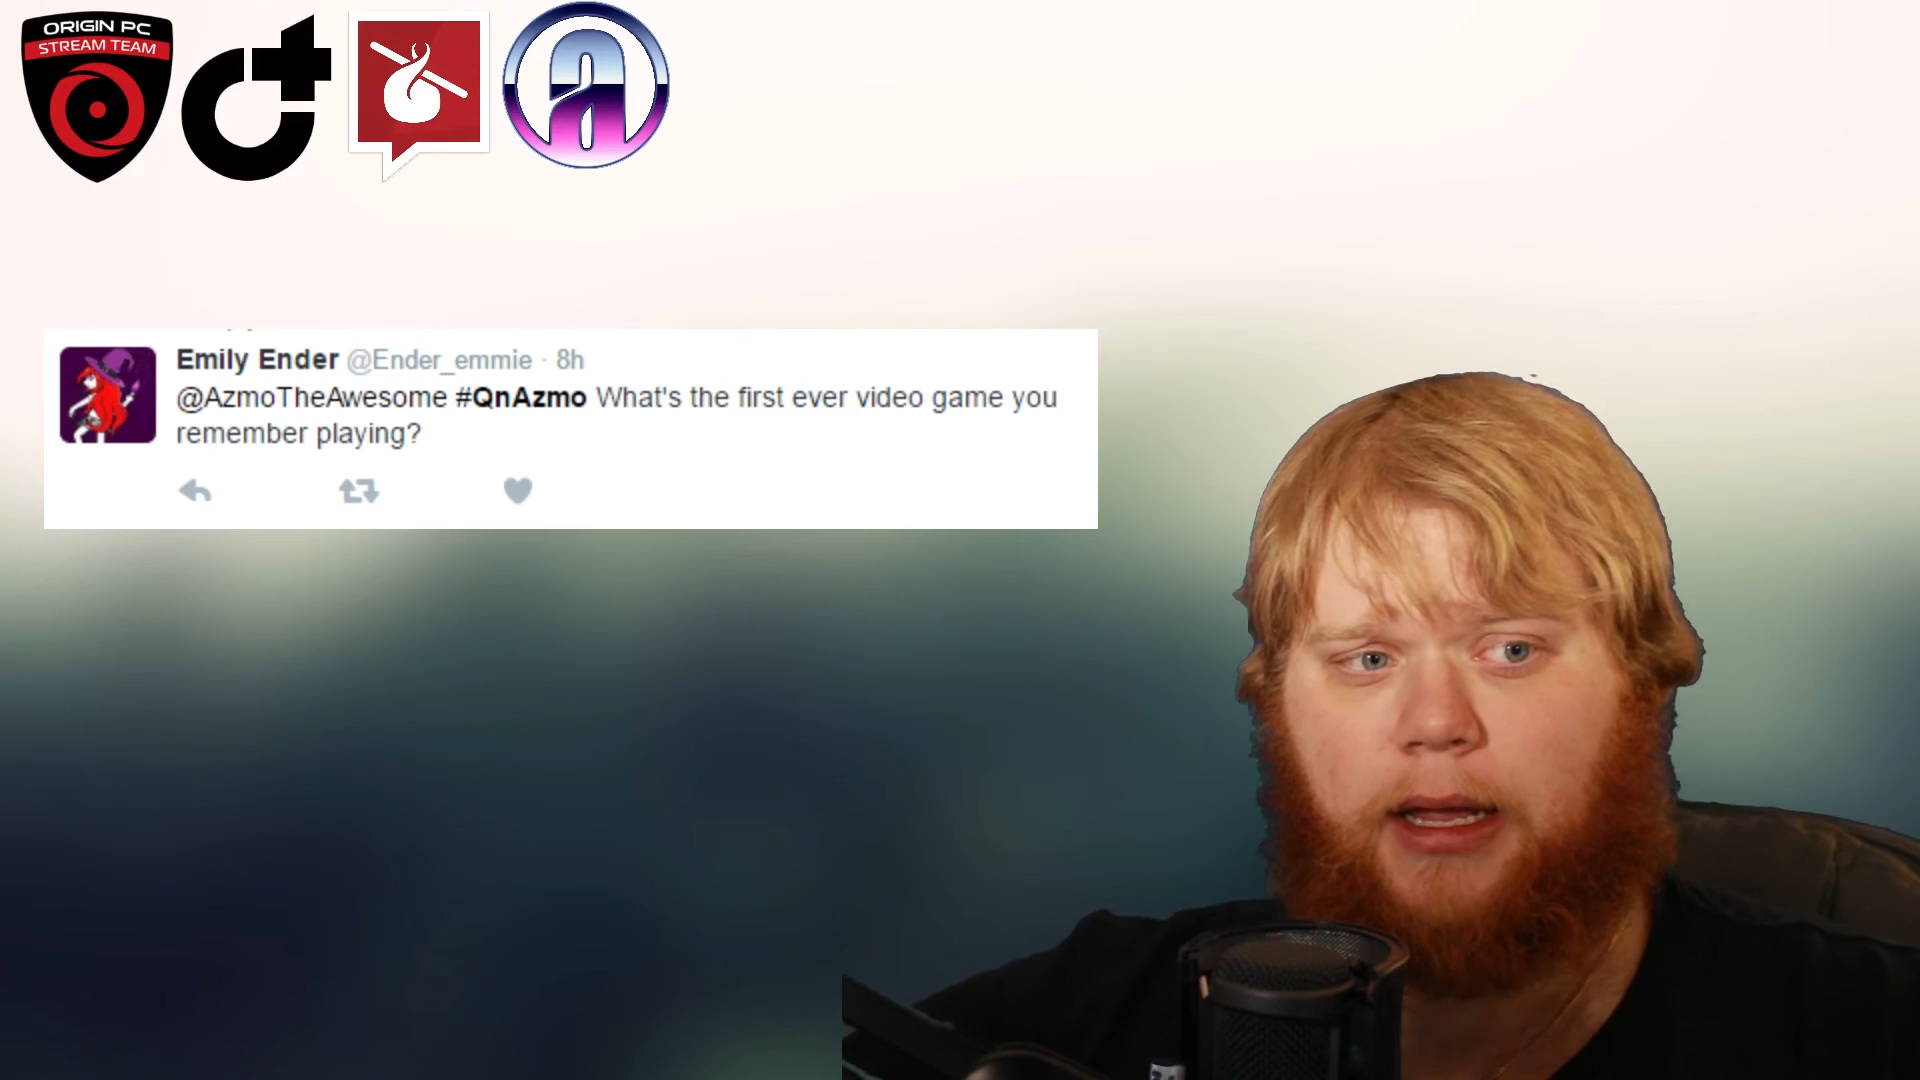 ORIGIN PC
STREAM TEAM
Emily Ender @Ender_emmie · 8h
@AzmoTheAwesome #QnAzmo What's the first ever video game you
remember playing?